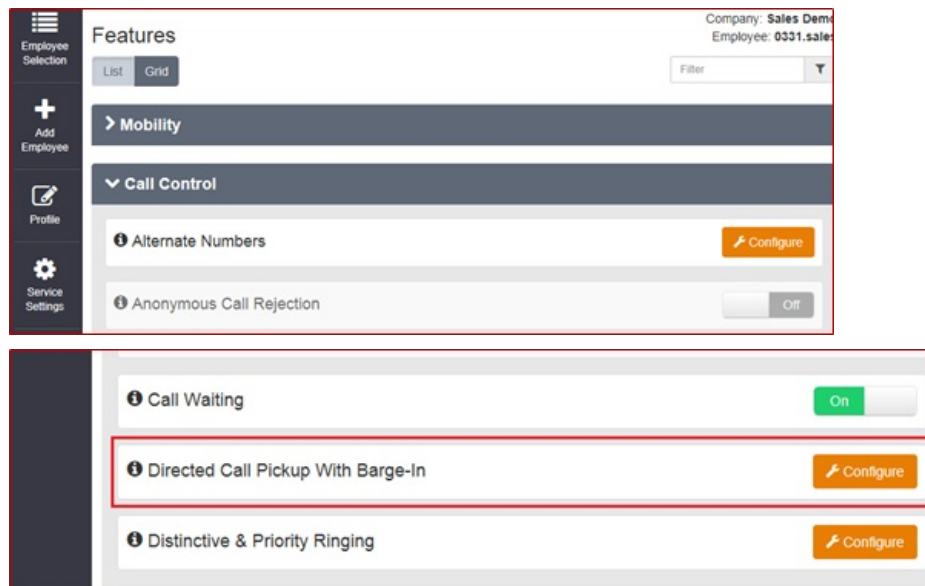 Employee
Selection
Add
Employee
Profile
Service
Settings
Features
Company: Sales Demo
Employee: 0331.sales
List Grid
Filter
Mobility
Call Control
Alternate Numbers Configure
Anonymous Call Rejection Off
Call Waiting On
Directed Call Pickup With Barge-In Configure
Distinctive & Priority Ringing Configure